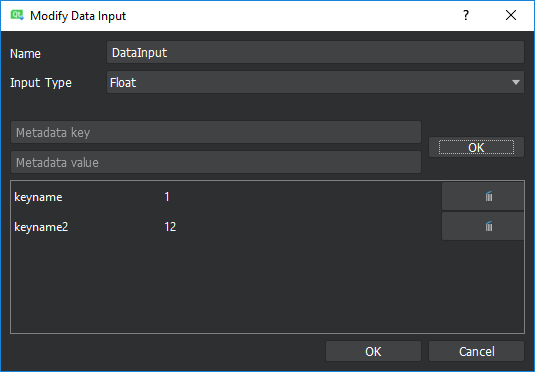 Modify Data Input
Name DataInput
Input Type Float
Metadata key
OK
Metadata value
keyname 1
keyname2 12
OK Cancel